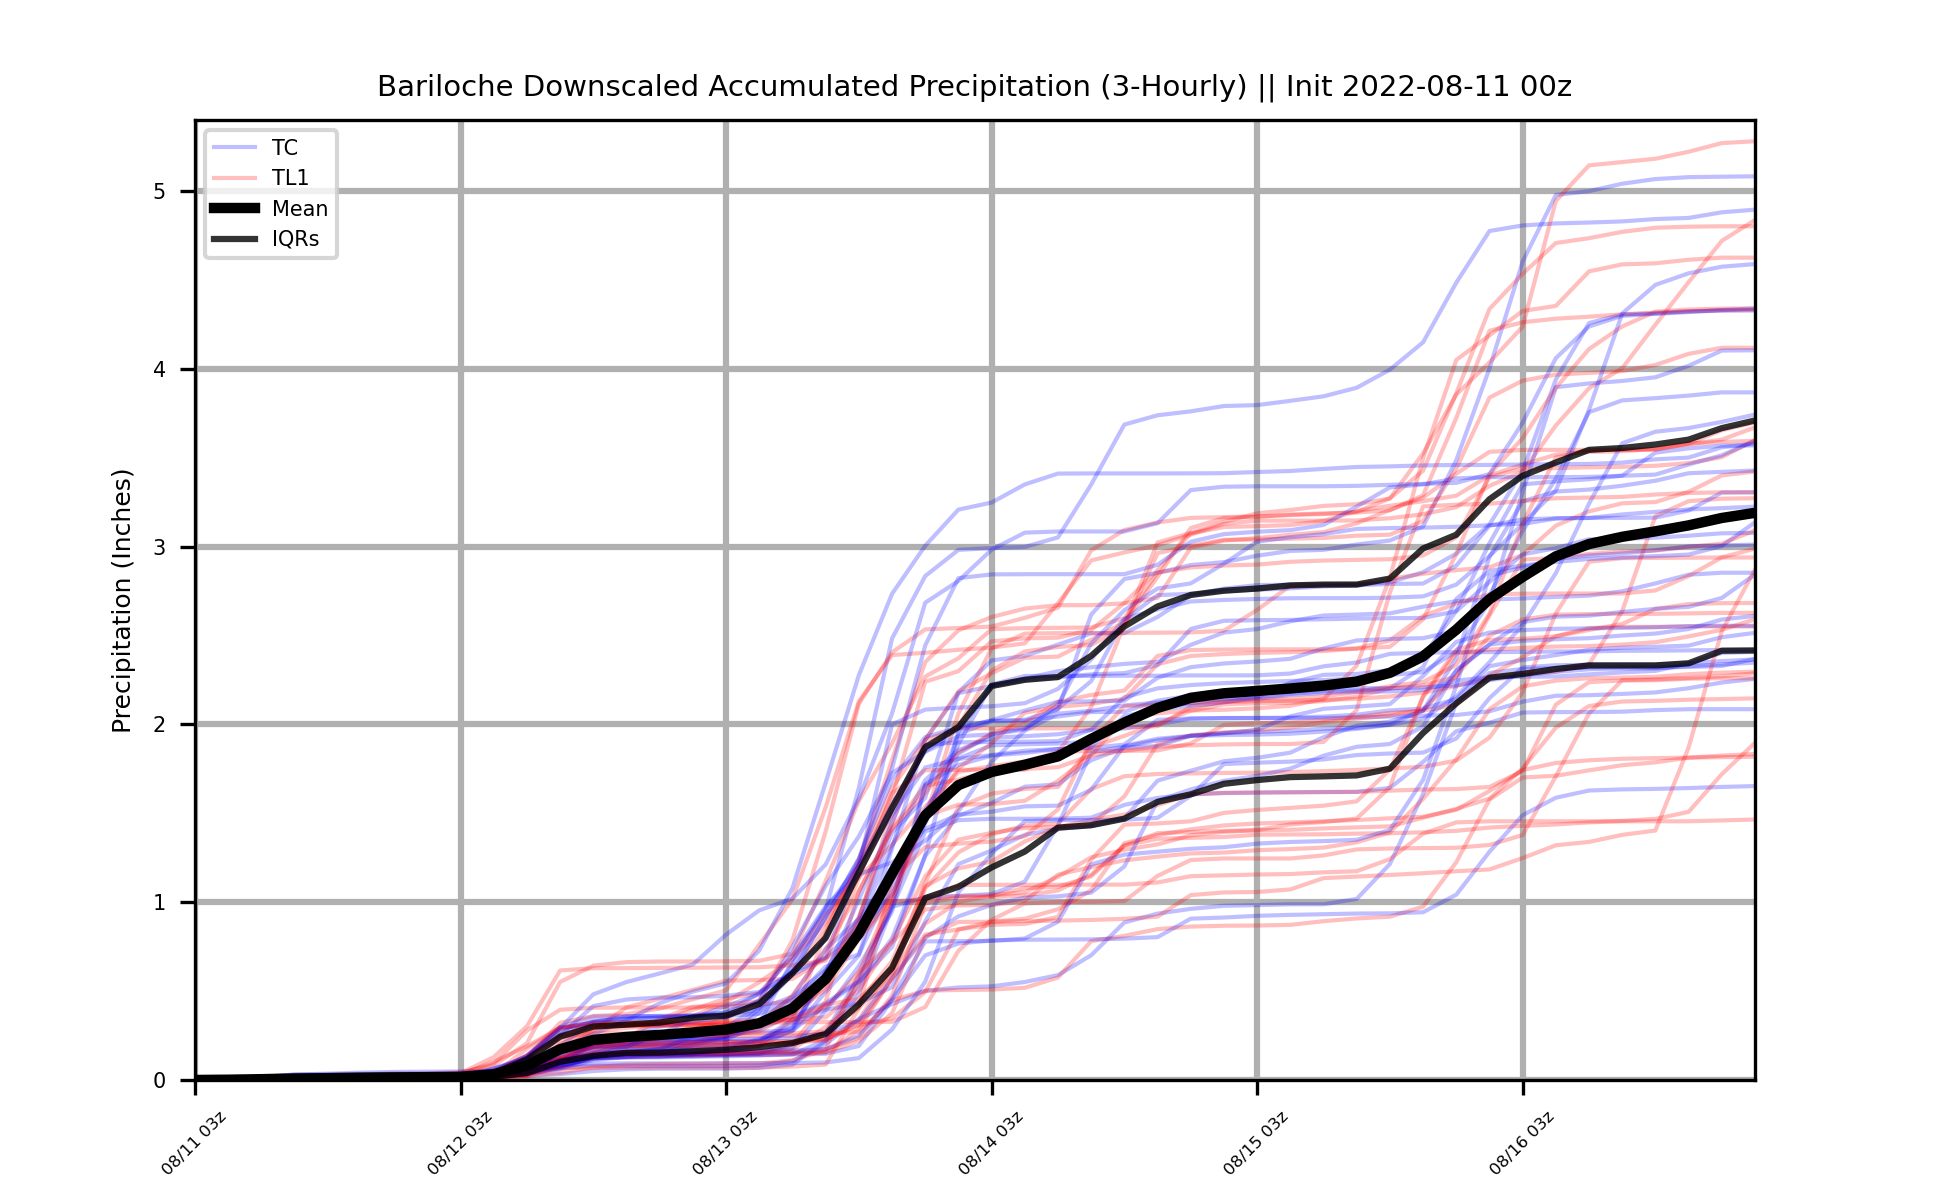 Bariloche Downscaled Accumulated Precipitation (3-Hourly) || Init 2022-08-11 00z
TC
TL1
Mean
IQRs
Precipitation (Inches)
5
4
3
2
1
0
08/11 03z
08/12 03z
08/13 03z
08/14 03z
08/15 03z
08/16 03z